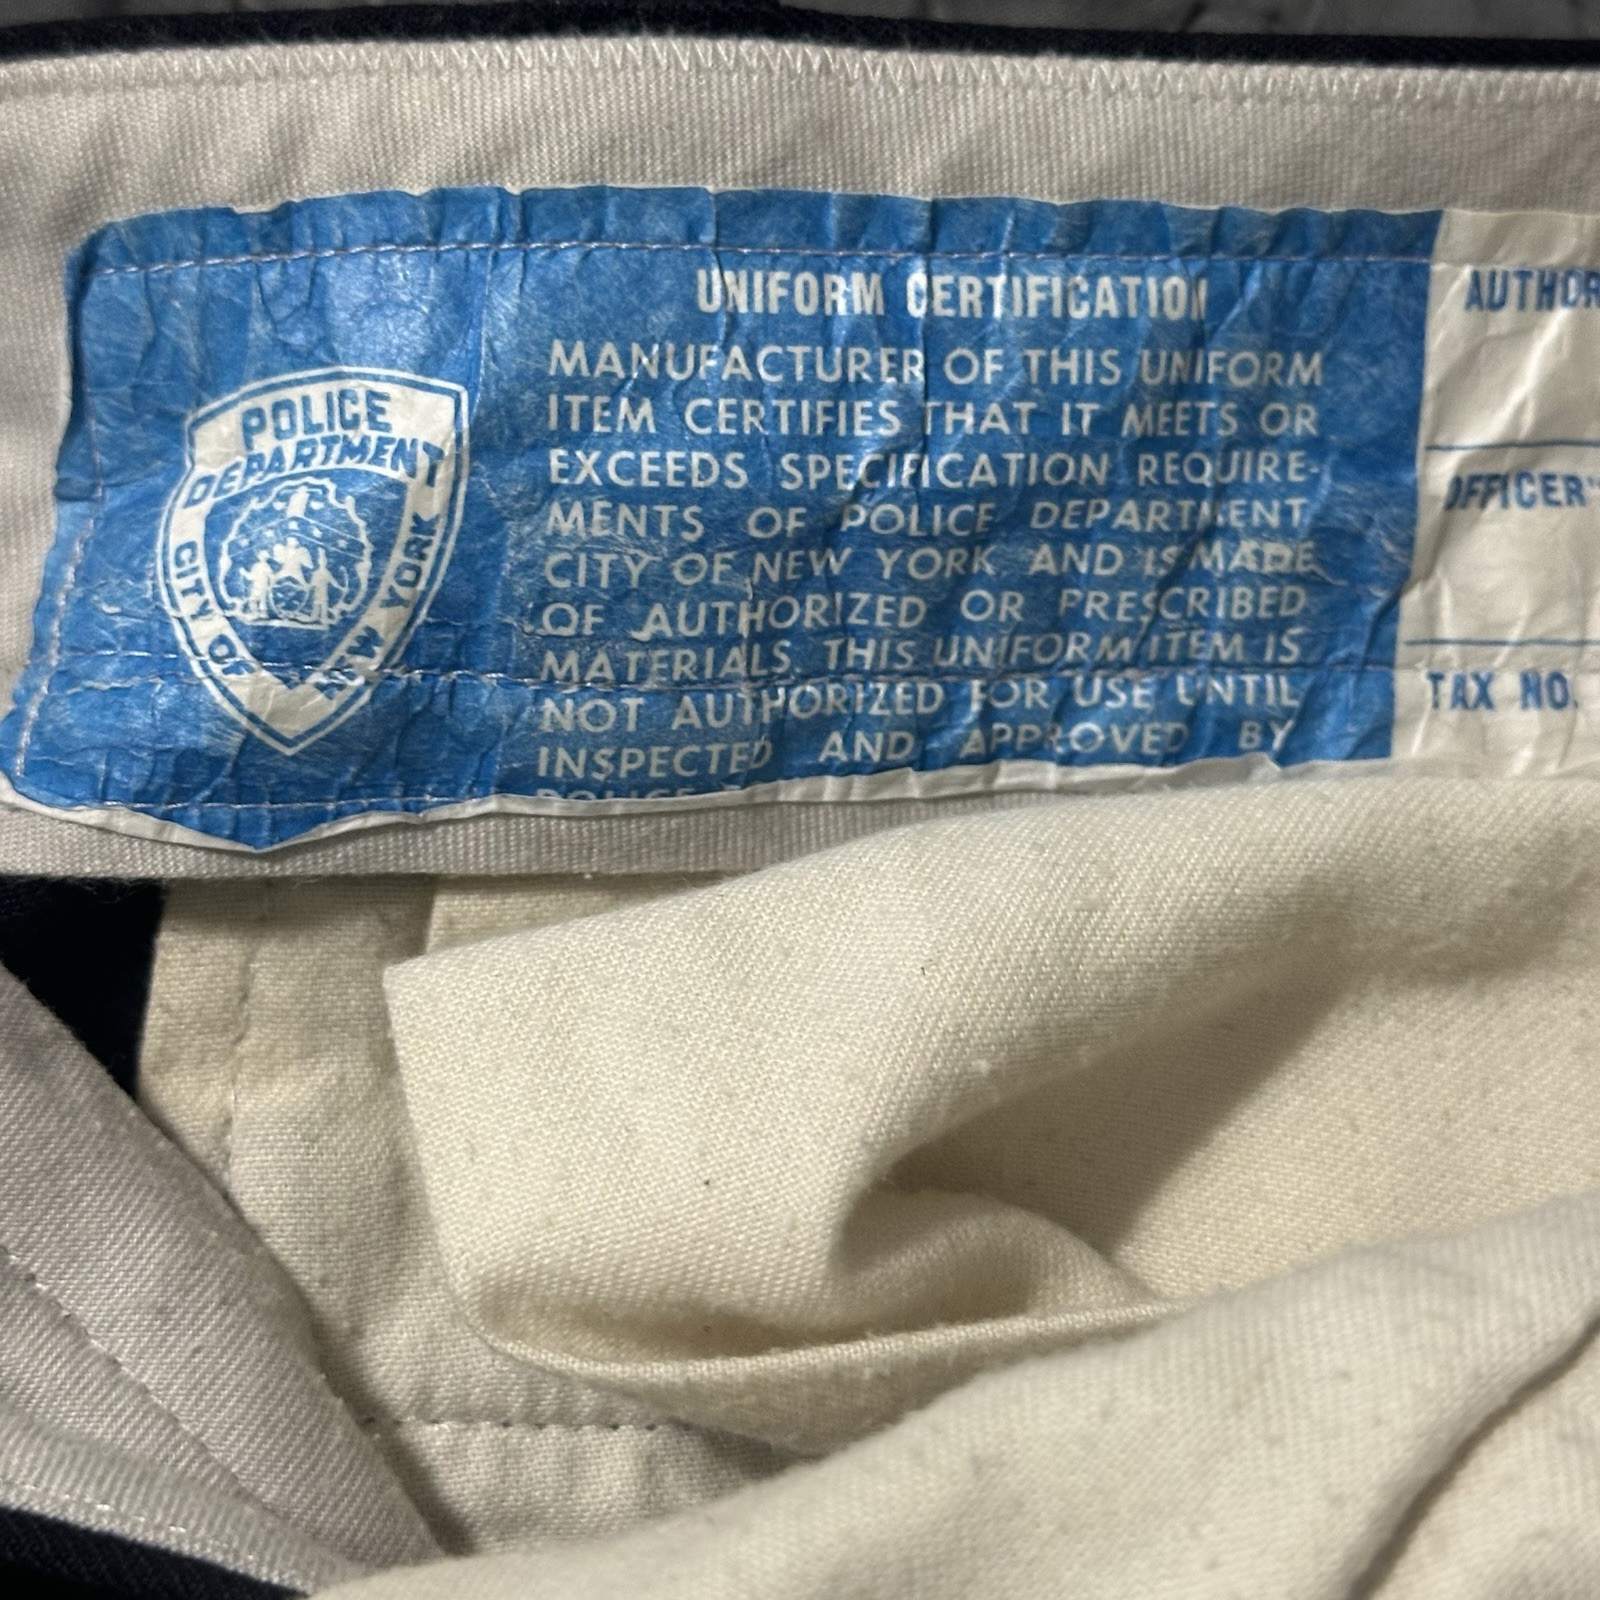 POLICE
DEPARTMENT
CITY OF
NEW YORK
UNIFORM CERTIFICATION
MANUFACTURER OF THIS UNIFORM
ITEM CERTIFIES THAT IT MEETS OR
EXCEEDS SPECIFICATION REQUIRE-
MENTS OF POLICE DEPARTMENT
CITY OF NEW YORK AND IS MADE
OF AUTHORIZED OR PRESCRIBED
MATERIALS. THIS UNIFORM ITEM IS
NOT AUTHORIZED FOR USE UNTIL
INSPECTED AND APPROVED BY
POLICE
AUTHOR
OFFICER'
TAX NO.